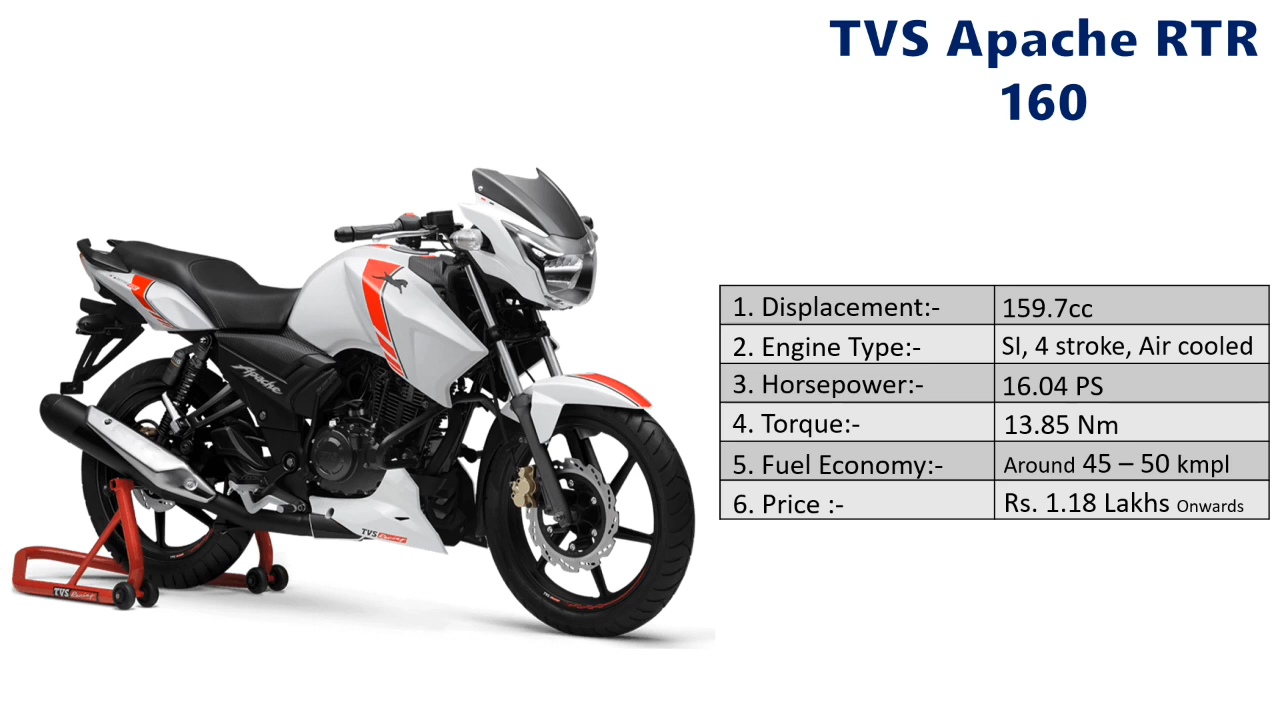 TVS Apache RTR
160
1. Displacement:- 159.7cc
2. Engine Type:- SI, 4 stroke, Air cooled
3. Horsepower:- 16.04 PS
4. Torque:- 13.85 Nm
5. Fuel Economy:- Around 45 – 50 kmpl
6. Price :- Rs. 1.18 Lakhs Onwards
Apache
TVS Racing
TVS Racing